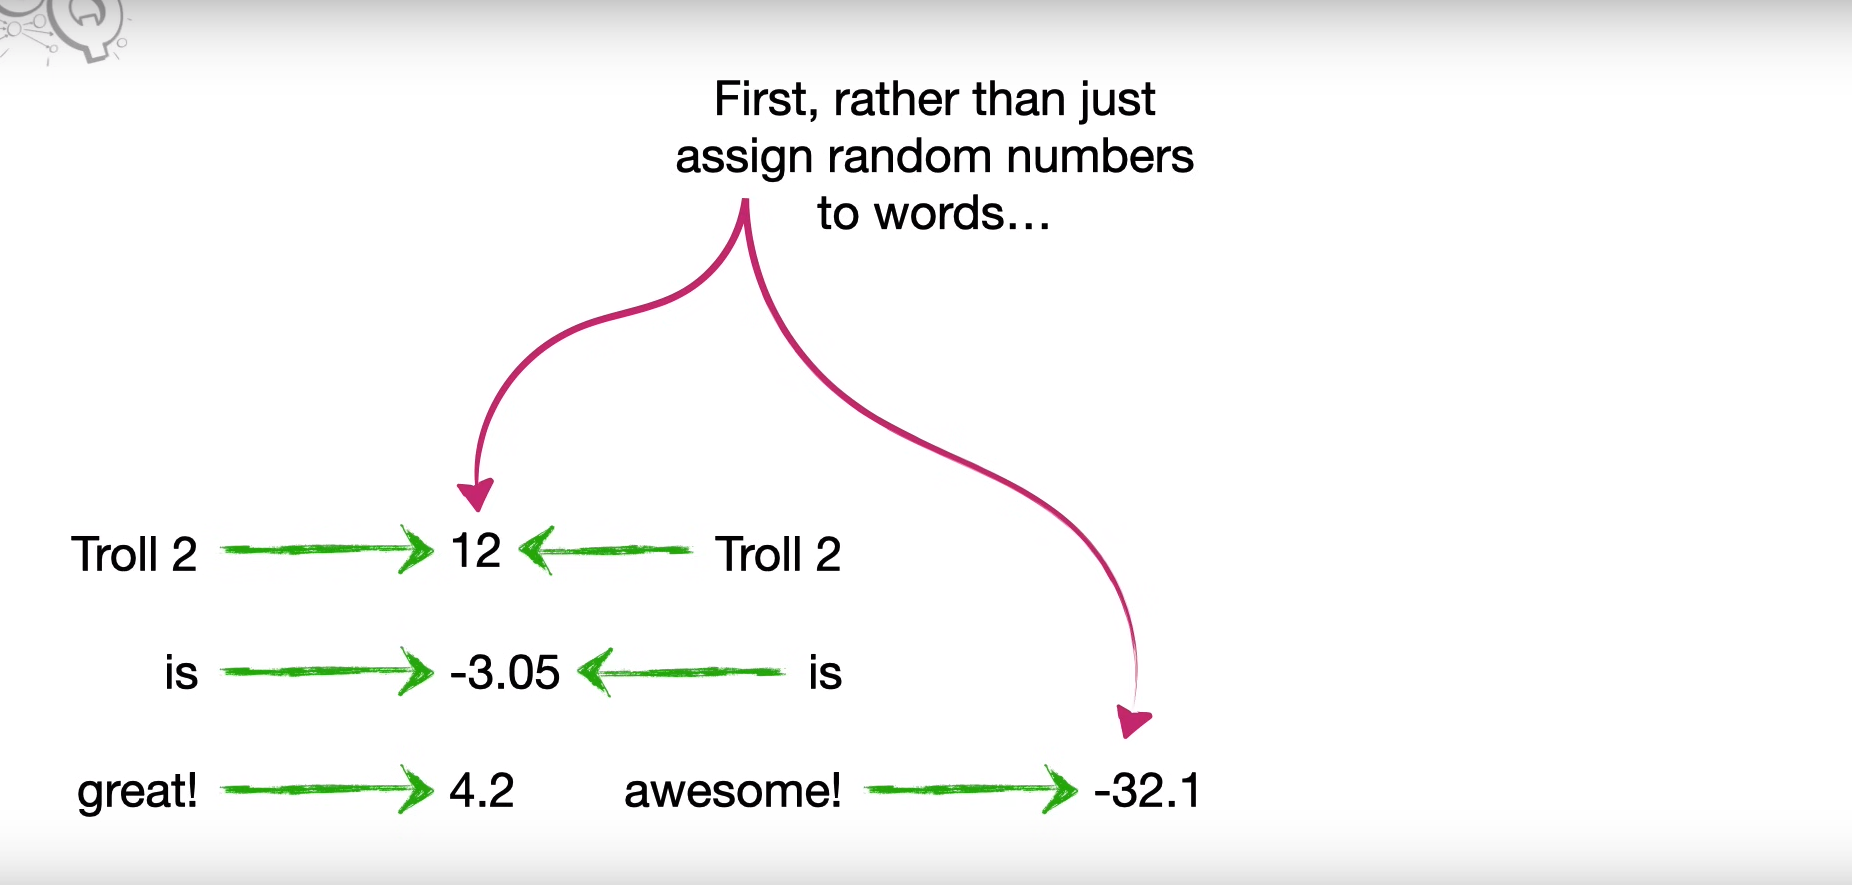 First, rather than just
assign random numbers
to words…
Troll 2 12 Troll 2
is -3.05 is
great! 4.2 awesome! -32.1